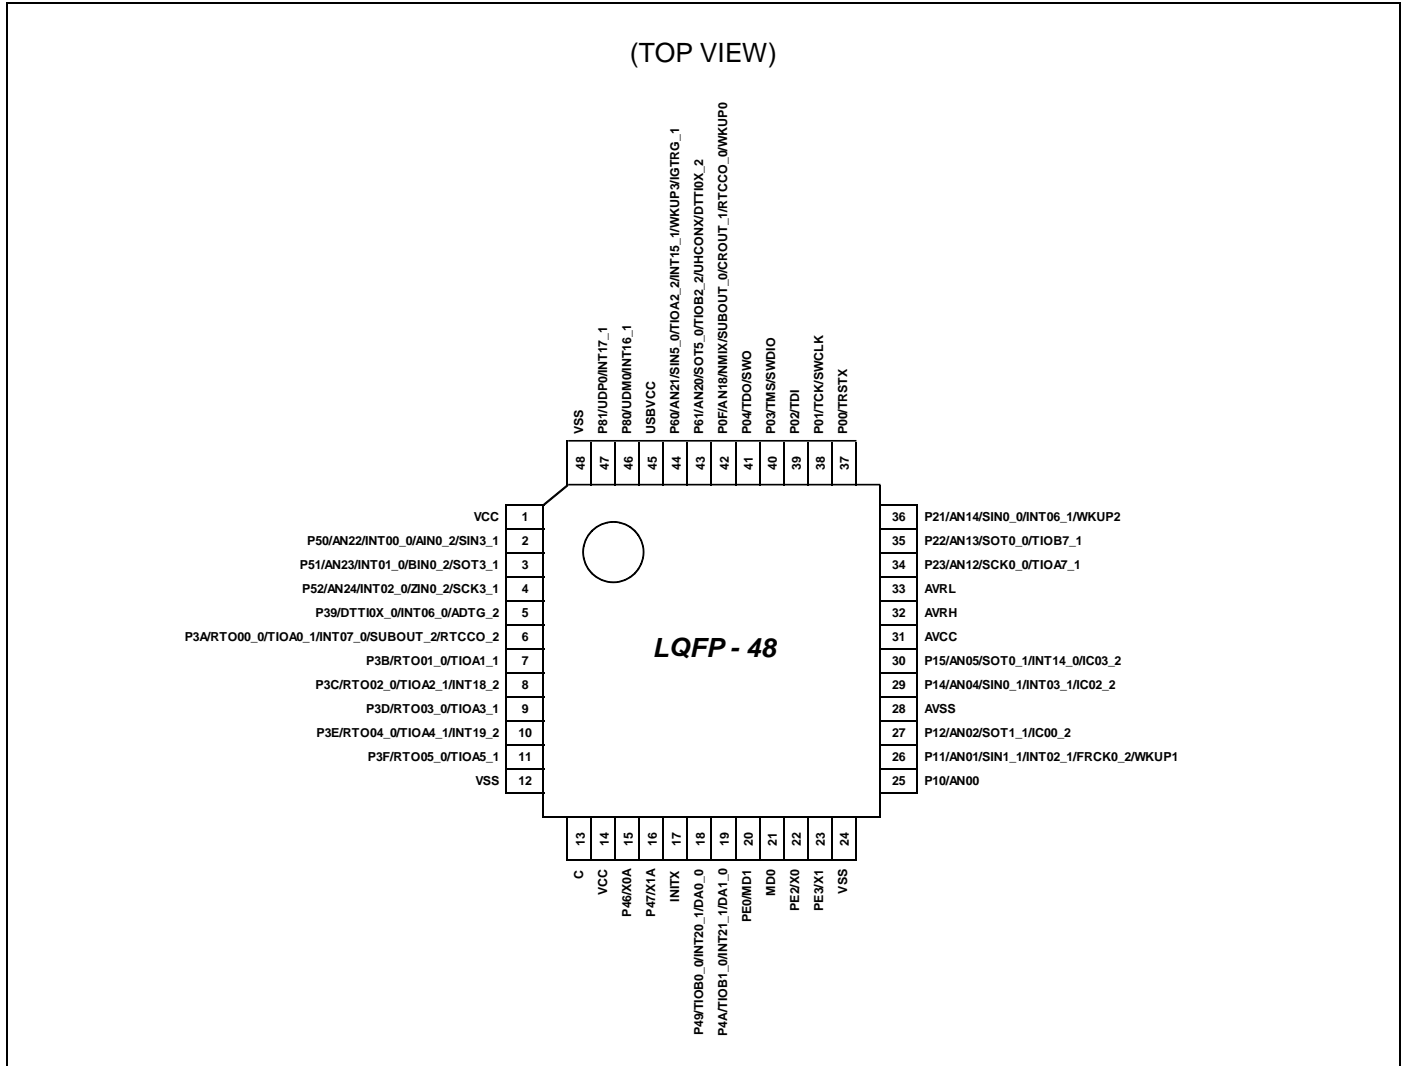 (TOP VIEW)
VSS
P81/UDP0/INT17_1
P80/UDM0/INT16_1
USBVCC
P60/AN21/SIN5_0/TIOA2_2/INT15_1/WKUP3/IGTRG_1
P61/AN20/SOT5_0/TIOB2_2/UHCONX/DTTI0X_2
P0F/AN18/NMIX/SUBOUT_0/CROUT_1/RTCCO_0/WKUP0
P04/TDO/SWO
P03/TMS/SWDIO
P02/TDI
P01/TCK/SWCLK
P00/TRSTX
48
47
46
45
44
43
42
41
40
39
38
37
VCC 1
P50/AN22/INT00_0/AIN0_2/SIN3_1 2
P51/AN23/INT01_0/BIN0_2/SOT3_1 3
P52/AN24/INT02_0/ZIN0_2/SCK3_1 4
P39/DTTI0X_0/INT06_0/ADTG_2 5
P3A/RTO00_0/TIOA0_1/INT07_0/SUBOUT_2/RTCCO_2 6
P3B/RTO01_0/TIOA1_1 7
P3C/RTO02_0/TIOA2_1/INT18_2 8
P3D/RTO03_0/TIOA3_1 9
P3E/RTO04_0/TIOA4_1/INT19_2 10
P3F/RTO05_0/TIOA5_1 11
VSS 12
LQFP - 48
36 P21/AN14/SIN0_0/INT06_1/WKUP2
35 P22/AN13/SOT0_0/TIOB7_1
34 P23/AN12/SCK0_0/TIOA7_1
33 AVRL
32 AVRH
31 AVCC
30 P15/AN05/SOT0_1/INT14_0/IC03_2
29 P14/AN04/SIN0_1/INT03_1/IC02_2
28 AVSS
27 P12/AN02/SOT1_1/IC00_2
26 P11/AN01/SIN1_1/INT02_1/FRCK0_2/WKUP1
25 P10/AN00
13
14
15
16
17
18
19
20
21
22
23
24
C
VCC
P46/X0A
P47/X1A
INITX
P49/TIOB0_0/INT20_1/DA0_0
P4A/TIOB1_0/INT21_1/DA1_0
PE0/MD1
MD0
PE2/X0
PE3/X1
VSS